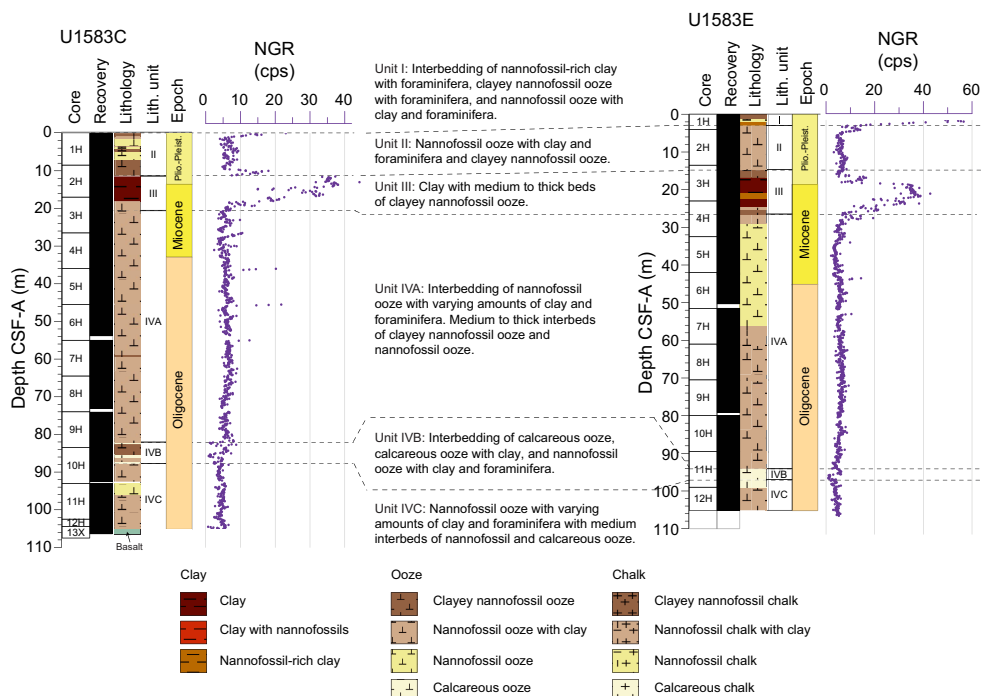 U1583C
Core
Recovery
Lithology
Lith. unit
Epoch
NGR
(cps)
0 10 20 30 40
Depth CSF-A (m)
0
10
20
30
40
50
60
70
80
90
100
110
1H
2H
3H
4H
5H
6H
7H
8H
9H
10H
11H
12H
13X
Basalt
II
III
IVA
IVB
IVC
Plio.-Pleist.
Miocene
Oligocene
Unit I: Interbedding of nannofossil-rich clay
with foraminifera, clayey nannofossil ooze
with foraminifera, and nannofossil ooze with
clay and foraminifera.
Unit II: Nannofossil ooze with clay and
foraminifera and clayey nannofossil ooze.
Unit III: Clay with medium to thick beds
of clayey nannofossil ooze.
Unit IVA: Interbedding of nannofossil
ooze with varying amounts of clay and
foraminifera. Medium to thick interbeds
of clayey nannofossil ooze and
nannofossil ooze.
Unit IVB: Interbedding of calcareous ooze,
calcareous ooze with clay, and nannofossil
ooze with clay and foraminifera.
Unit IVC: Nannofossil ooze with varying
amounts of clay and foraminifera with medium
interbeds of nannofossil and calcareous ooze.
U1583E
Core
Recovery
Lithology
Lith. unit
Epoch
NGR
(cps)
0 20 40 60
Depth CSF-A (m)
0
10
20
30
40
50
60
70
80
90
100
110
1H
2H
3H
4H
5H
6H
7H
8H
9H
10H
11H
12H
I
II
III
IVA
IVB
IVC
Plio.-Pleist.
Miocene
Oligocene
Clay
Clay
Clay with nannofossils
Nannofossil-rich clay
Ooze
Clayey nannofossil ooze
Nannofossil ooze with clay
Nannofossil ooze
Calcareous ooze
Chalk
Clayey nannofossil chalk
Nannofossil chalk with clay
Nannofossil chalk
Calcareous chalk